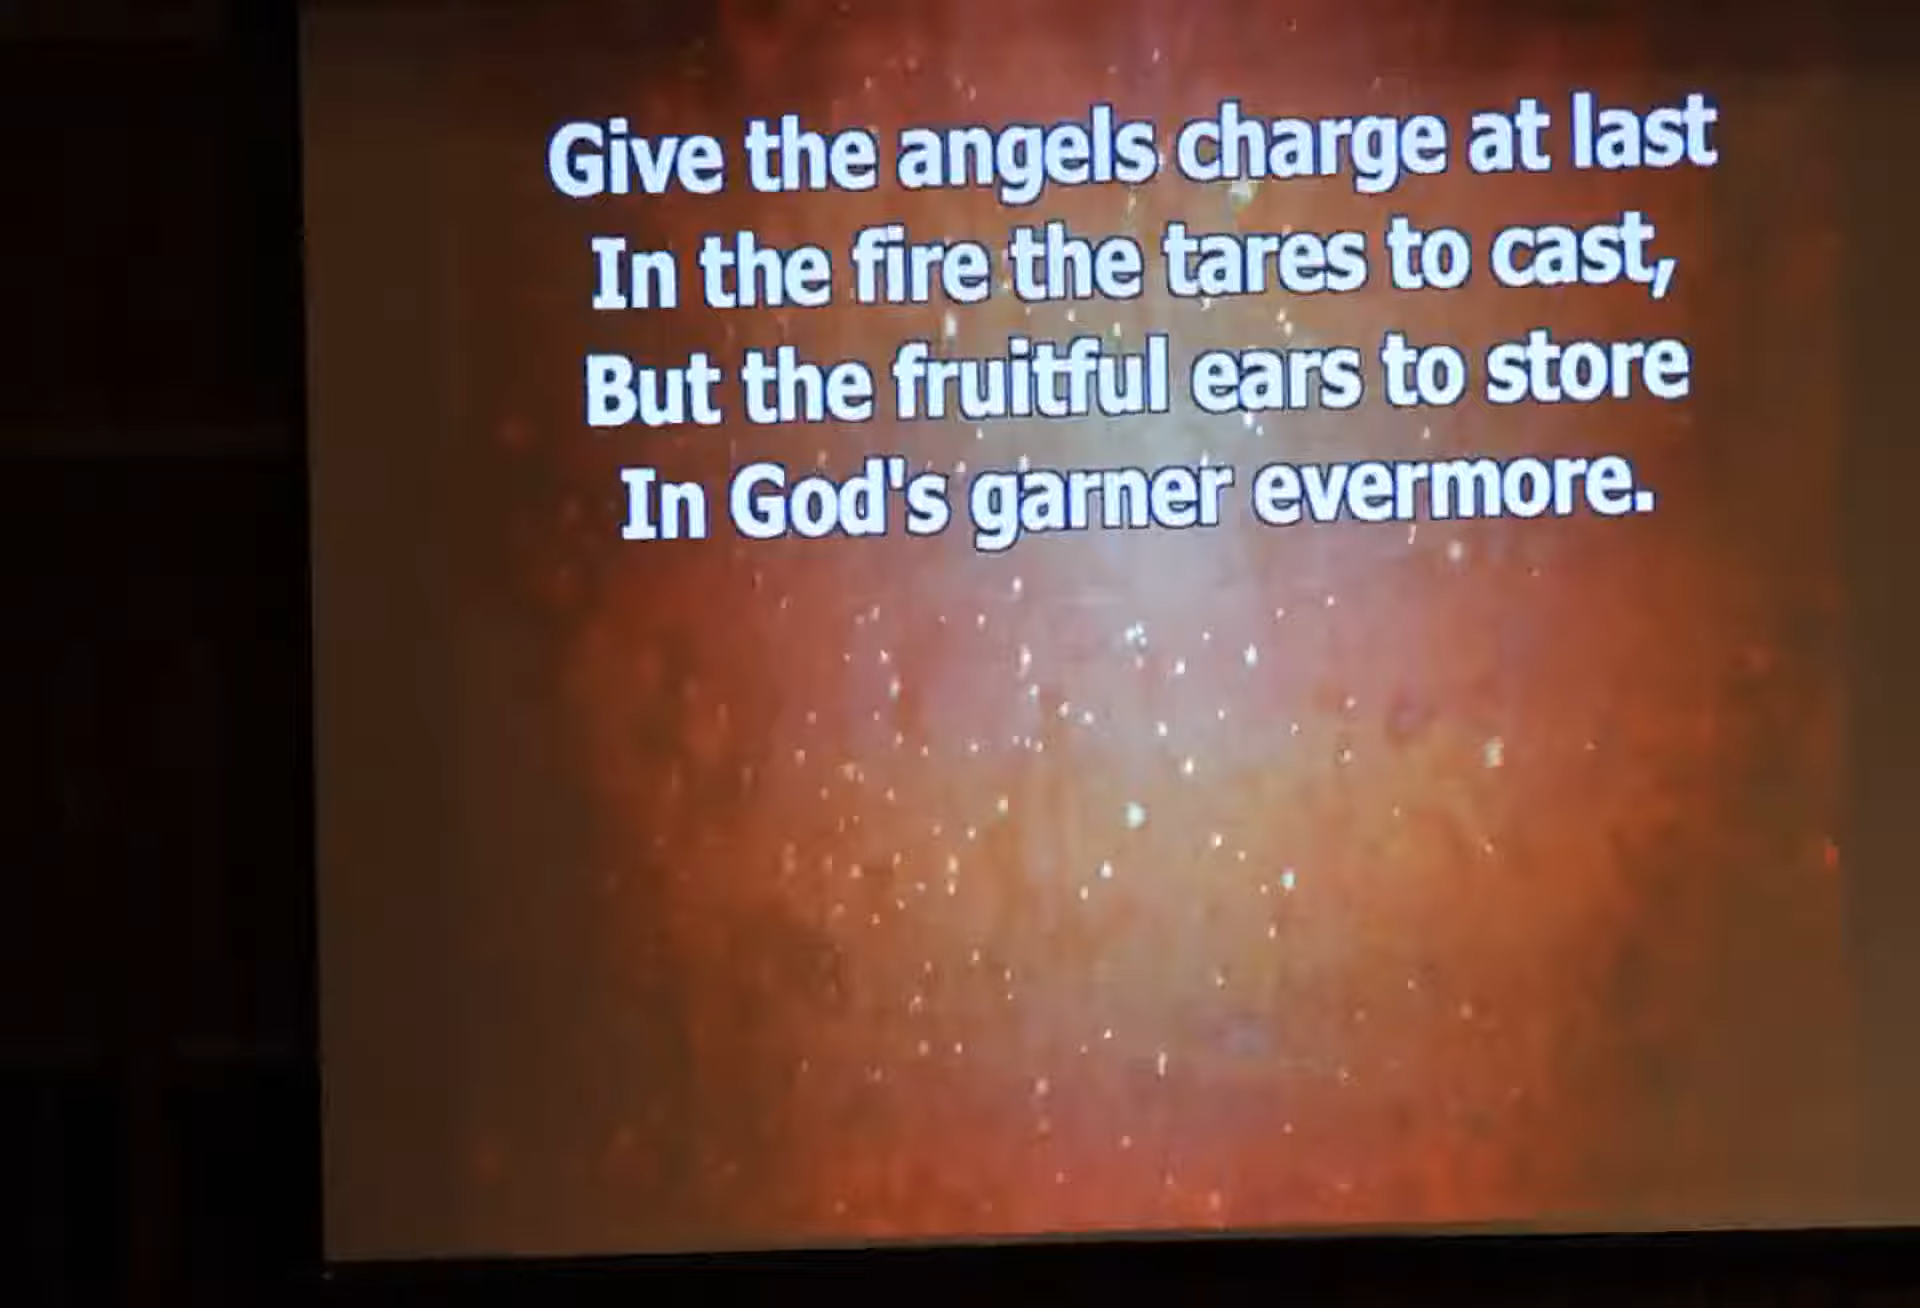 Give the angels charge at last
In the fire the tares to cast,
But the fruitful ears to store
In God's garner evermore.